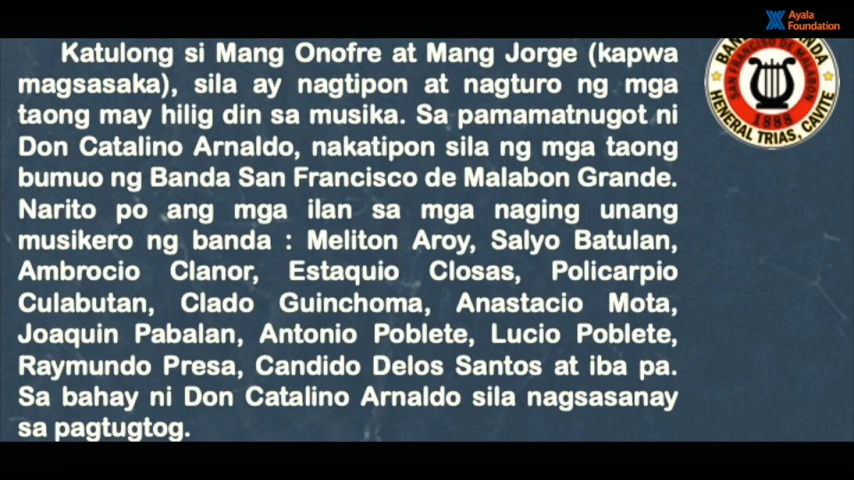 Ayala
Foundation
Katulong si Mang Onofre at Mang Jorge (kapwa
magsasaka), sila ay nagtipon at nagturo ng mga
taong may hilig din sa musika. Sa pamamatnugot ni
Don Catalino Arnaldo, nakatipon sila ng mga taong
bumuo ng Banda San Francisco de Malabon Grande.
Narito po ang mga ilan sa mga naging unang
musikero ng banda : Meliton Aroy, Salyo Batulan,
Ambrocio Clanor, Estaquio Closas, Policarpio
Culabutan, Clado Guinchoma, Anastacio Mota,
Joaquin Pabalan, Antonio Poblete, Lucio Poblete,
Raymundo Presa, Candido Delos Santos at iba pa.
Sa bahay ni Don Catalino Arnaldo sila nagsasanay
sa pagtugtog.
SAN FRANCISCO DE MALABON
1888
HENERAL TRIAS, CAVITE